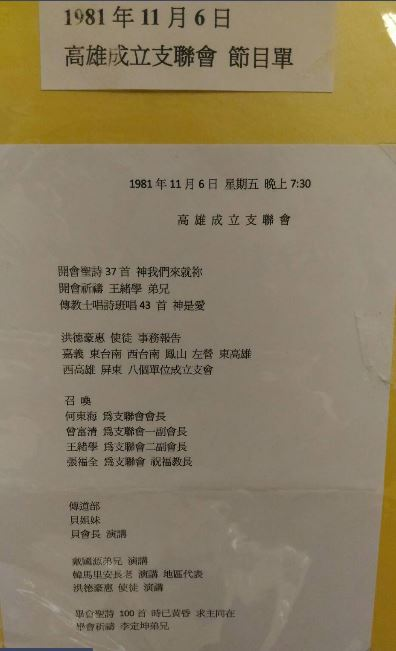 1981 年 11 月 6 日
高雄成立支聯會 節目單
1981 年 11 月 6 日 星期五 晚上 7:30
高 雄 成 立 支 聯 會
開會聖詩 37 首 神我們來就祢
開會祈禱 王緒學 弟兄
傳教士唱詩班唱 43 首 神是愛
洪德豪惠 使徒 事務報告
嘉義 東台南 西台南 鳳山 左營 東高雄
西高雄 屏東 八個單位成立支會
召 喚
何東海 爲支聯會會長
曾富清 爲支聯會一副會長
王緒學 爲支聯會二副會長
張福全 爲支聯會 祝福教長
傳道部
貝姐妹
貝會長 演講
戴國源弟兄 演講
韓馬里安長老 演講 地區代表
洪德豪惠 使徒 演講
畢會聖詩 100 首 時已黃昏 求主同在
畢會祈禱 李定坤弟兄